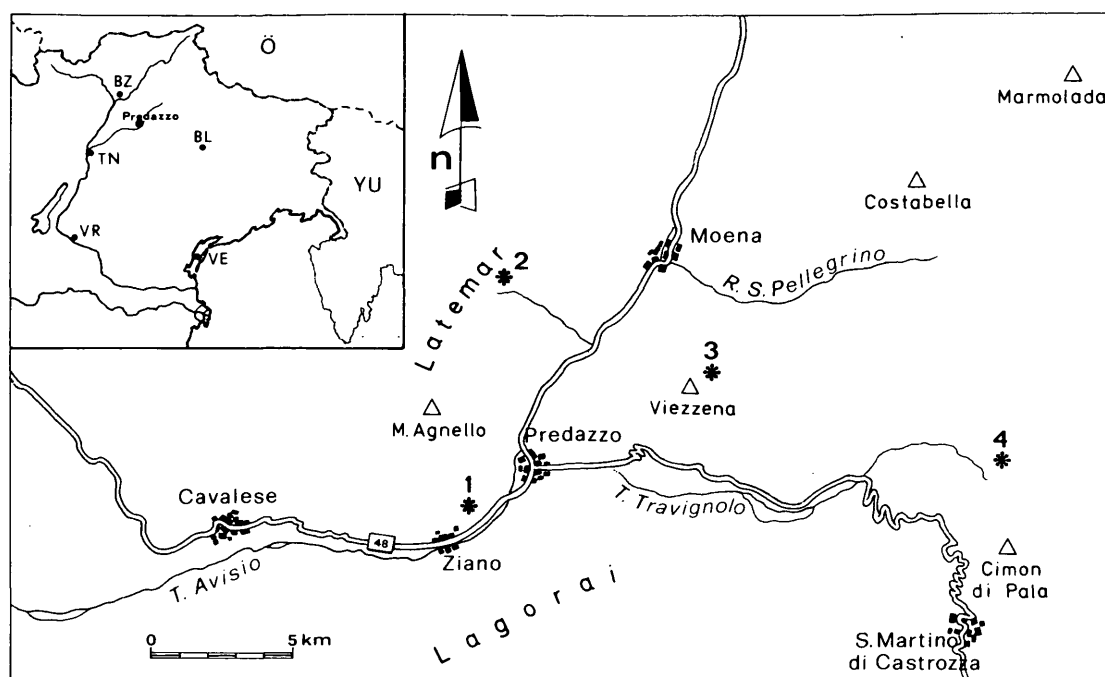 Ö
BZ
Predazzo
BL
TN
YU
VR
VE
n
Marmolada
Costabella
Moena
R. S. Pellegrino
2
Latemar
3
Viezzena
M. Agnello
Predazzo
4
1
Cavalese
T. Travignolo
48
Ziano
T. Avisio
Cimon
di Pala
Lagorai
0 5 km
S. Martino
di Castrozza